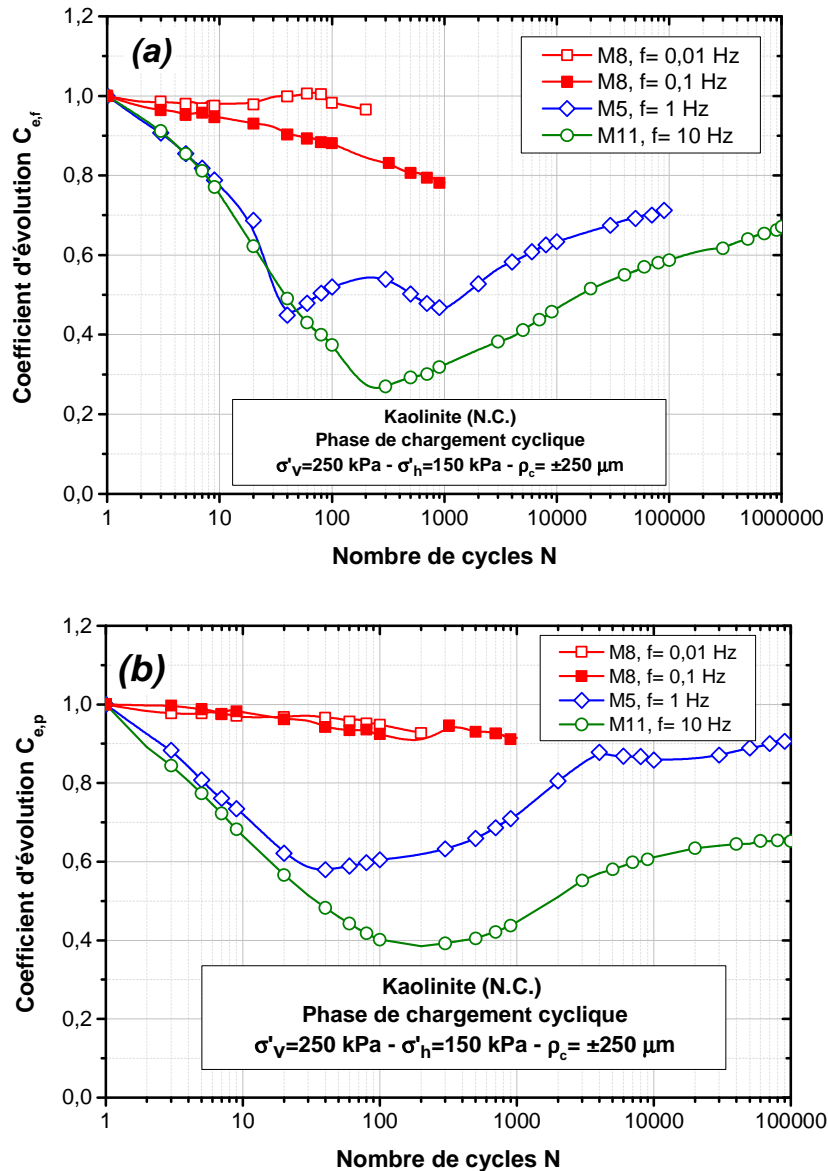 (a)
M8, f= 0,01 Hz
M8, f= 0,1 Hz
M5, f= 1 Hz
M11, f= 10 Hz
1,2
1,0
0,8
0,6
0,4
0,2
0,0
Coefficient d'évolution C_e,f
Kaolinite (N.C.)
Phase de chargement cyclique
σ'_V=250 kPa - σ'_h=150 kPa - ρ_c= ±250 μm
1 10 100 1000 10000 100000 1000000
Nombre de cycles N
(b)
M8, f= 0,01 Hz
M8, f= 0,1 Hz
M5, f= 1 Hz
M11, f= 10 Hz
1,2
1,0
0,8
0,6
0,4
0,2
0,0
Coefficient d'évolution C_e,p
Kaolinite (N.C.)
Phase de chargement cyclique
σ'_V=250 kPa - σ'_h=150 kPa - ρ_c= ±250 μm
1 10 100 1000 10000 100000
Nombre de cycles N